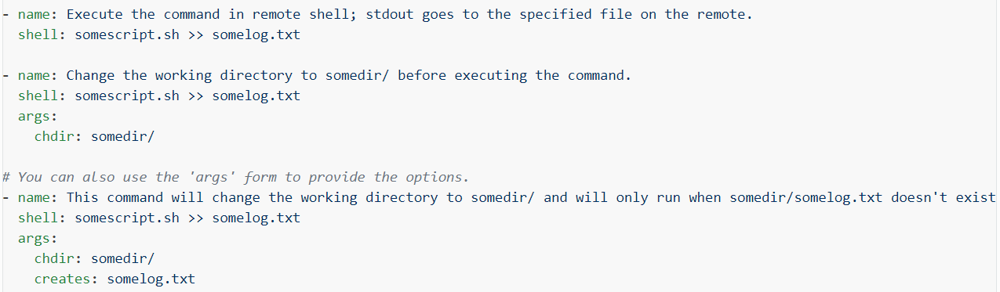 - name: Execute the command in remote shell; stdout goes to the specified file on the remote.
  shell: somescript.sh >> somelog.txt

- name: Change the working directory to somedir/ before executing the command.
  shell: somescript.sh >> somelog.txt
  args:
    chdir: somedir/

# You can also use the 'args' form to provide the options.
- name: This command will change the working directory to somedir/ and will only run when somedir/somelog.txt doesn't exist
  shell: somescript.sh >> somelog.txt
  args:
    chdir: somedir/
    creates: somelog.txt